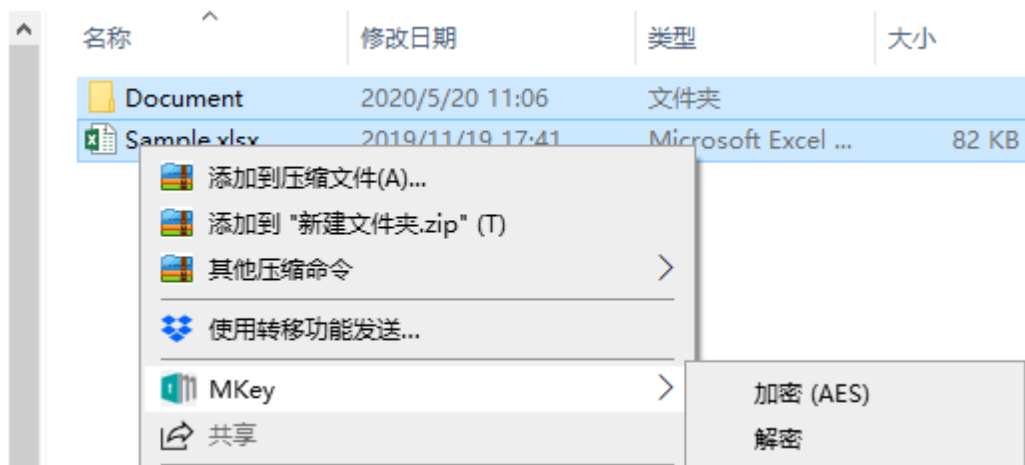 名称 修改日期 类型 大小
Document 2020/5/20 11:06 文件夹
Sample.xlsx 2019/11/19 17:41 Microsoft Excel ... 82 KB
添加到压缩文件(A)...
添加到 "新建文件夹.zip" (T)
其他压缩命令
使用转移功能发送...
MKey
加密 (AES)
共享
解密